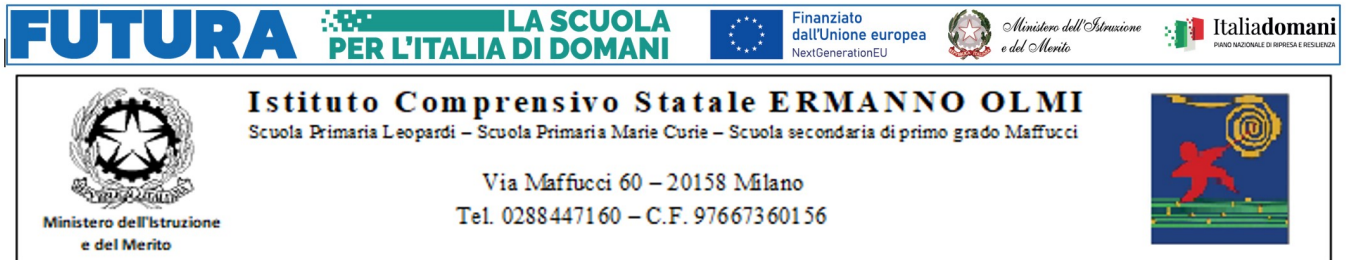 FUTURA
LA SCUOLA
PER L'ITALIA DI DOMANI
Finanziato
dall'Unione europea
NextGenerationEU
Ministero dell'Istruzione
e del Merito
Italiadomani
PIANO NAZIONALE DI RIPRESA E RESILIENZA
Istituto Comprensivo Statale ERMANNO OLMI
Scuola Primaria Leopardi – Scuola Primaria Marie Curie – Scuola secondaria di primo grado Maffucci
Via Maffucci 60 – 20158 Milano
Tel. 0288447160 – C.F. 97667360156
Ministero dell'Istruzione
e del Merito